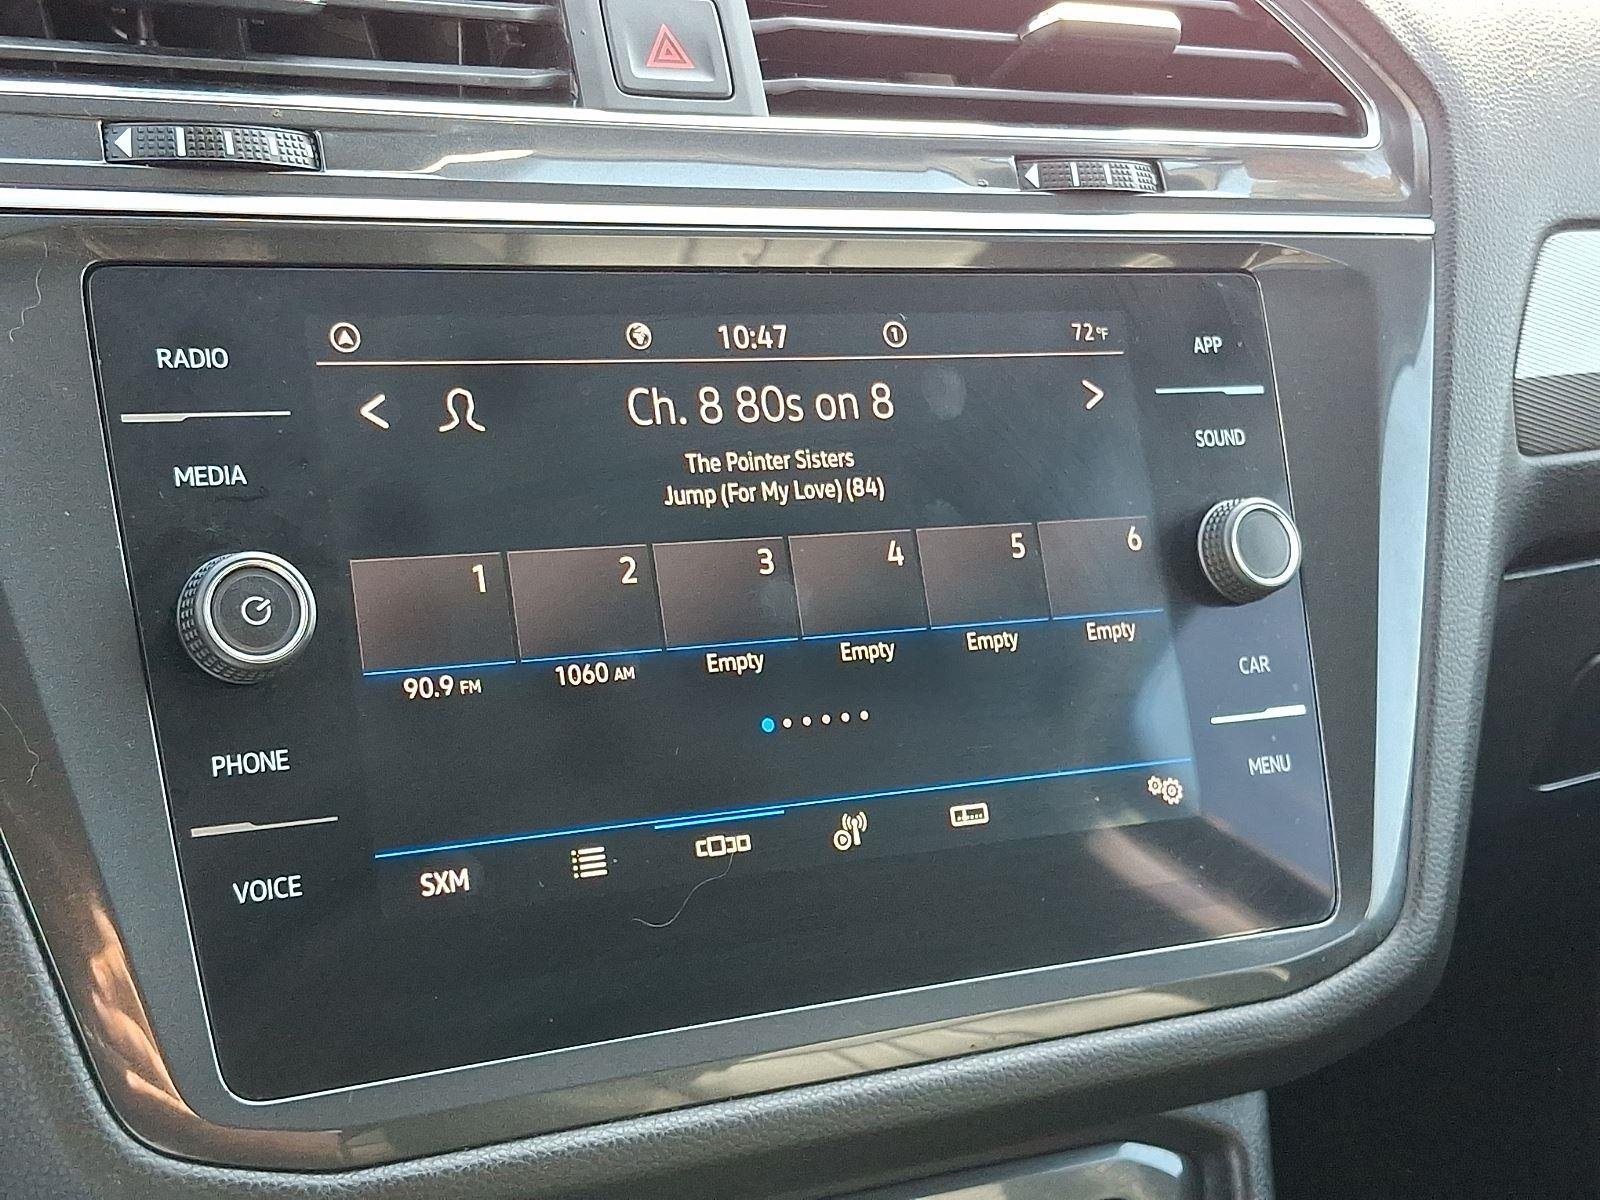 10:47
1
72°F
RADIO
APP
Ch. 8 80s on 8
SOUND
The Pointer Sisters
MEDIA
Jump (For My Love) (84)
1 2 3 4 5 6
90.9 FM 1060 AM Empty Empty Empty Empty
CAR
PHONE
MENU
VOICE
SXM